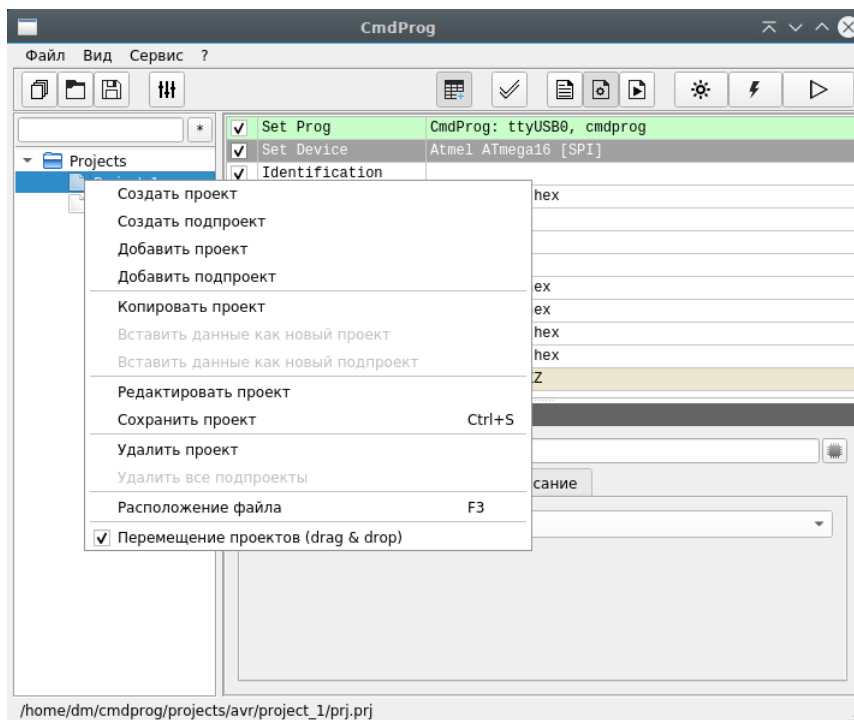 CmdProg
Файл Вид Сервис ?
*
Set Prog CmdProg: ttyUSB0, cmdprog
Set Device Atmel ATmega16 [SPI]
Identification
Projects
Создать проект
Создать подпроект
Добавить проект
Добавить подпроект
Копировать проект
Вставить данные как новый проект
Вставить данные как новый подпроект
Редактировать проект
Сохранить проект Ctrl+S
Удалить проект
Удалить все подпроекты
Расположение файла F3
Перемещение проектов (drag & drop)
hex
ex
ex
hex
hex
сание
/home/dm/cmdprog/projects/avr/project_1/prj.prj